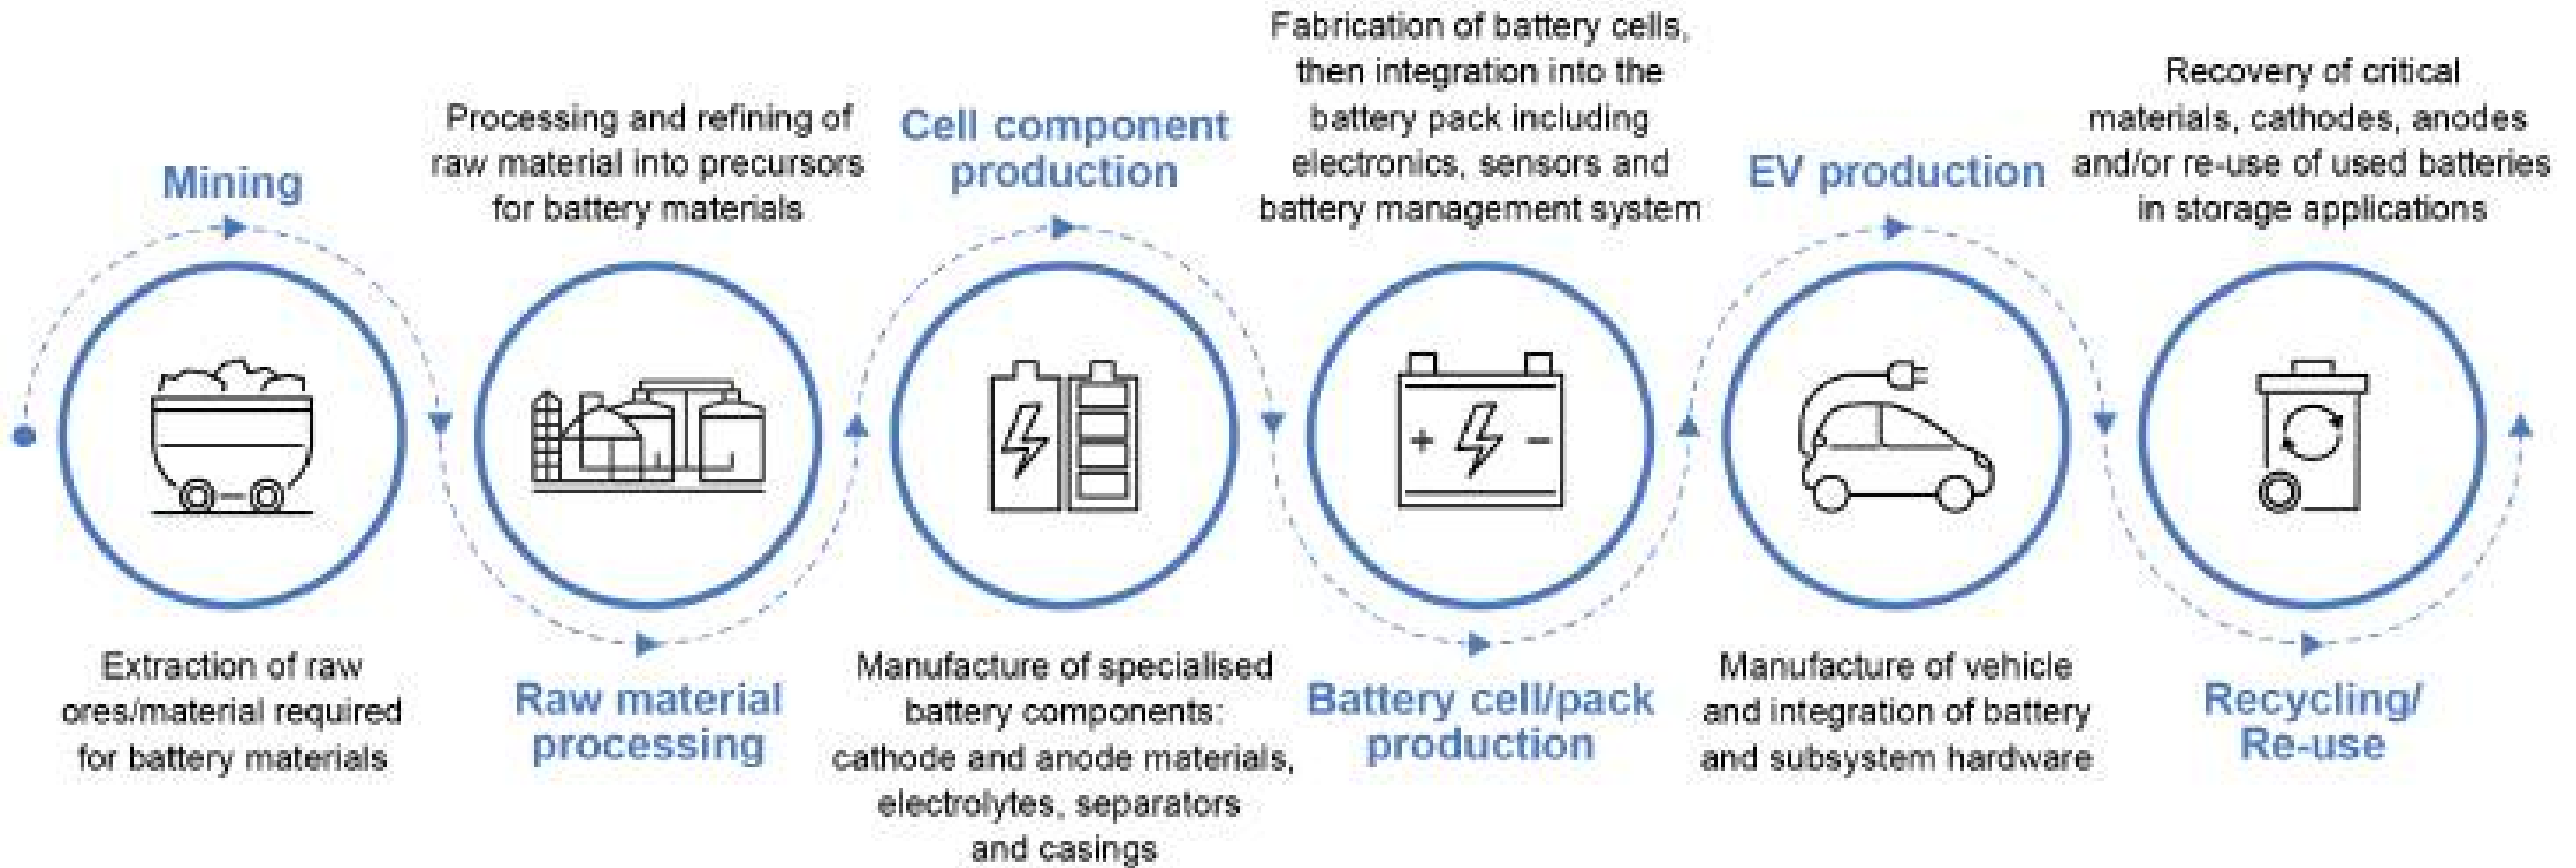 Mining
Extraction of raw
ores/material required
for battery materials
Processing and refining of
raw material into precursors
for battery materials
Raw material
processing
Cell component
production
Manufacture of specialised
battery components:
cathode and anode materials,
electrolytes, separators
and casings
Fabrication of battery cells,
then integration into the
battery pack including
electronics, sensors and
battery management system
Battery cell/pack
production
EV production
Manufacture of vehicle
and integration of battery
and subsystem hardware
Recovery of critical
materials, cathodes, anodes
and/or re-use of used batteries
in storage applications
Recycling/
Re-use